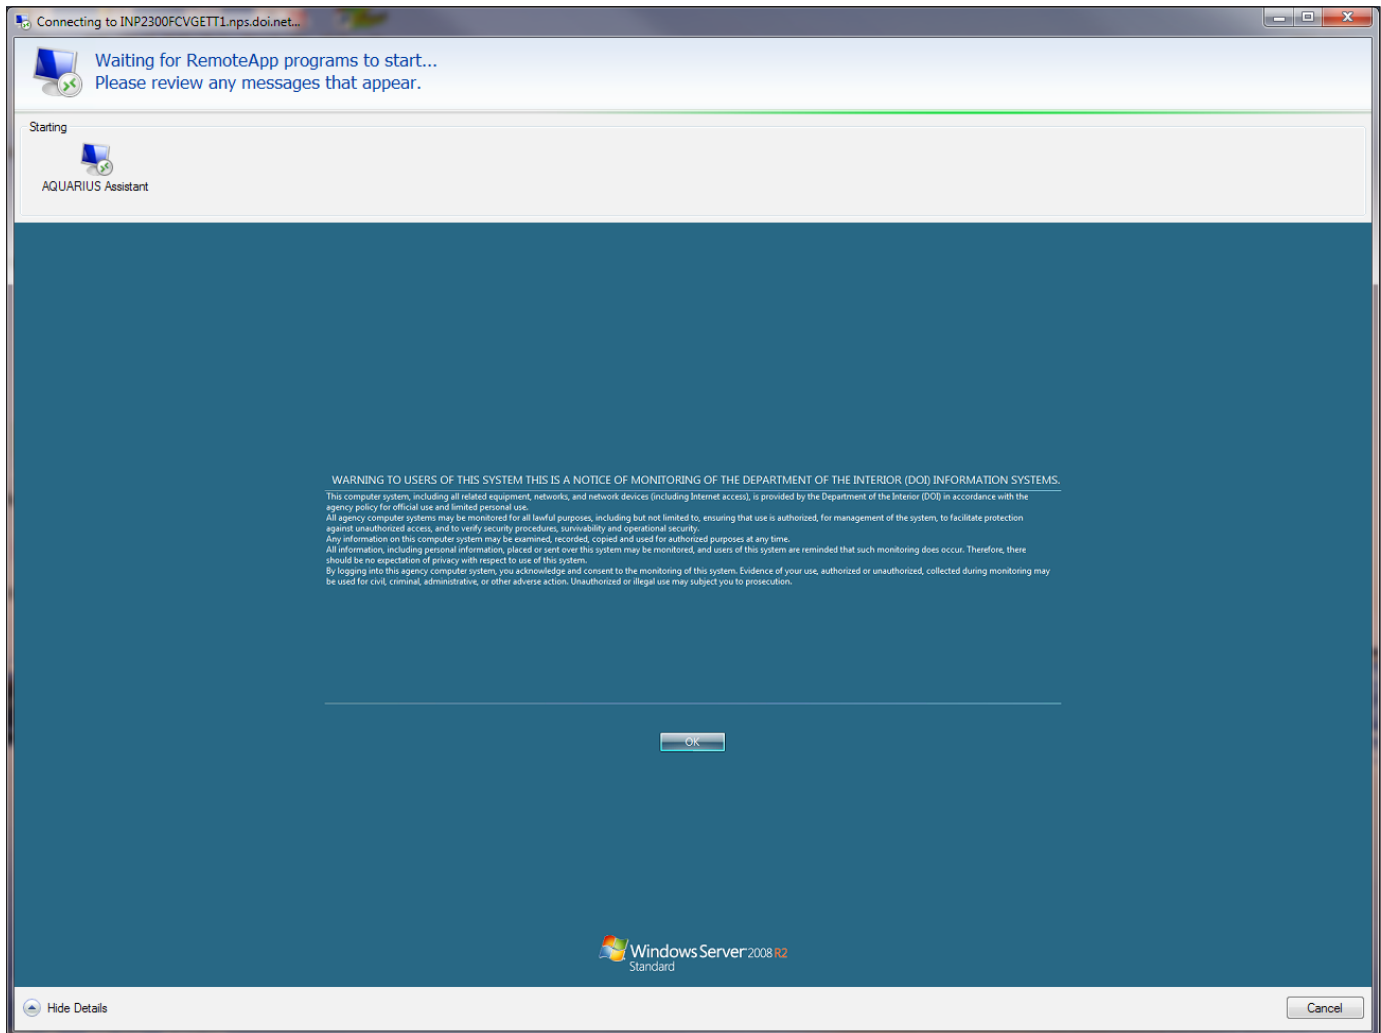 Connecting to INP2300FCVGETT1.nps.doi.net...
Waiting for RemoteApp programs to start...
Please review any messages that appear.
Starting
AQUARIUS Assistant
WARNING TO USERS OF THIS SYSTEM THIS IS A NOTICE OF MONITORING OF THE DEPARTMENT OF THE INTERIOR (DOI) INFORMATION SYSTEMS.
This computer system, including all related equipment, networks, and network devices (including Internet access), is provided by the Department of the Interior (DOI) in accordance with the
agency policy for official use and limited personal use.
All agency computer systems may be monitored for all lawful purposes, including but not limited to, ensuring that use is authorized, for management of the system, to facilitate protection
against unauthorized access, and to verify security procedures, survivability and operational security.
Any information on this computer system may be examined, recorded, copied and used for authorized purposes at any time.
All information, including personal information, placed or sent over this system may be monitored, and users of this system are reminded that such monitoring does occur. Therefore, there
should be no expectation of privacy with respect to use of this system.
By logging into this agency computer system, you acknowledge and consent to the monitoring of this system. Evidence of your use, authorized or unauthorized, collected during monitoring may
be used for civil, criminal, administrative, or other adverse action. Unauthorized or illegal use may subject you to prosecution.
OK
Windows Server 2008 R2
Standard
Hide Details
Cancel